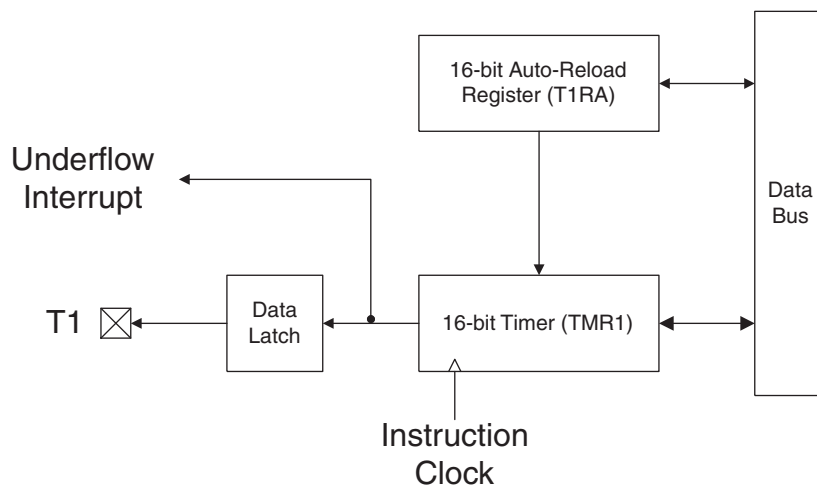 16-bit Auto-Reload
Register (T1RA)
Underflow
Interrupt
Data
Bus
T1
Data
Latch
16-bit Timer (TMR1)
Instruction
Clock